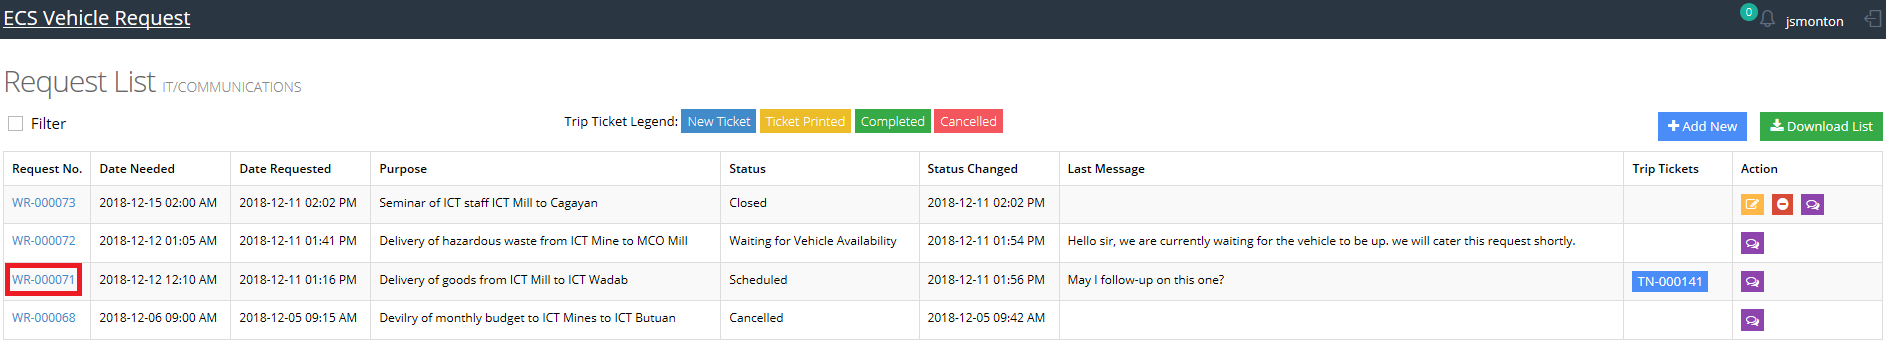 ECS Vehicle Request
0 jsmonton
Request List IT/COMMUNICATIONS
Filter Trip Ticket Legend: New Ticket Ticket Printed Completed Cancelled Add New Download List
Request No. Date Needed Date Requested Purpose Status Status Changed Last Message Trip Tickets Action
WR-000073 2018-12-15 02:00 AM 2018-12-11 02:02 PM Seminar of ICT staff ICT Mill to Cagayan Closed 2018-12-11 02:02 PM
WR-000072 2018-12-12 01:05 AM 2018-12-11 01:41 PM Delivery of hazardous waste from ICT Mine to MCO Mill Waiting for Vehicle Availability 2018-12-11 01:54 PM Hello sir, we are currently waiting for the vehicle to be up. we will cater this request shortly.
WR-000071 2018-12-12 12:10 AM 2018-12-11 01:16 PM Delivery of goods from ICT Mill to ICT Wadab Scheduled 2018-12-11 01:56 PM May I follow-up on this one? TN-000141
WR-000068 2018-12-06 09:00 AM 2018-12-05 09:15 AM Devilry of monthly budget to ICT Mines to ICT Butuan Cancelled 2018-12-05 09:42 AM